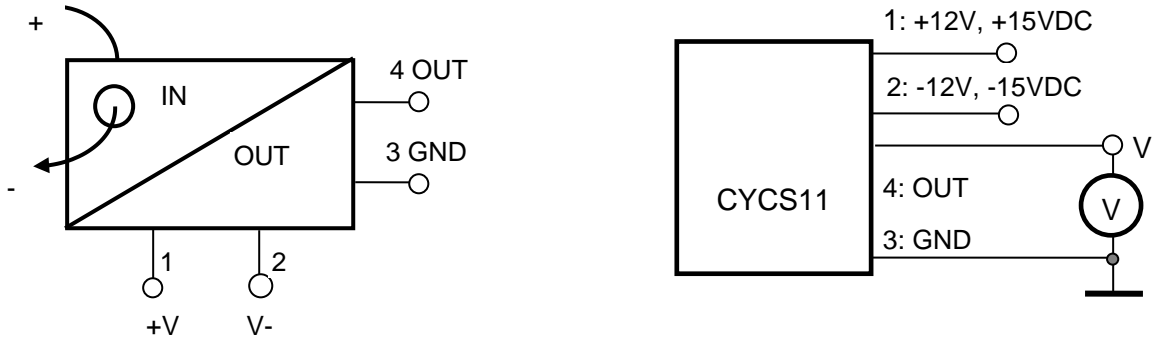 +
IN
OUT
-
4 OUT
3 GND
1
2
+V
V-
1: +12V, +15VDC
2: -12V, -15VDC
V
V
CYCS11
4: OUT
3: GND